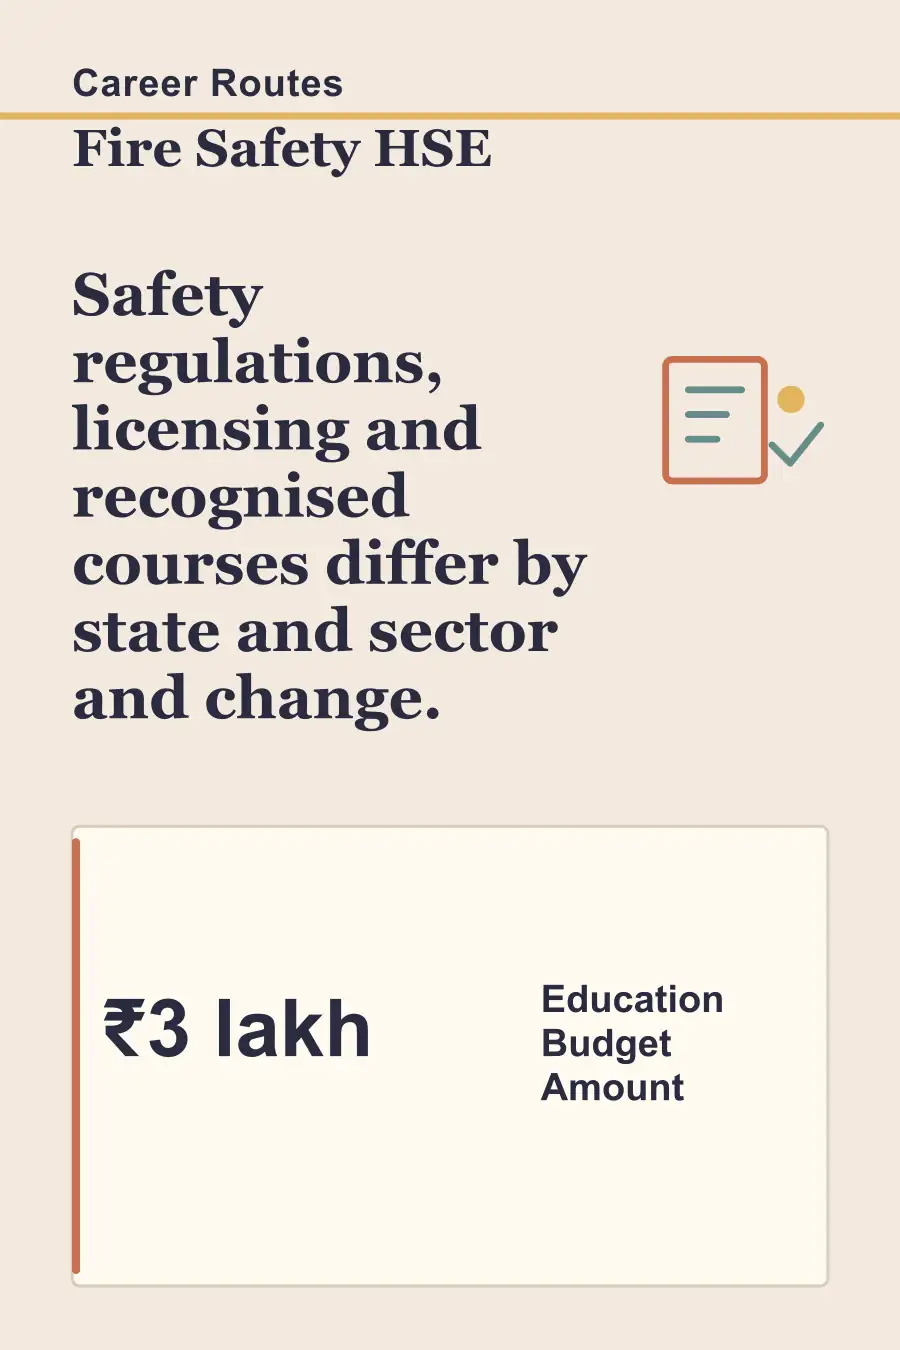 Career Routes
Fire Safety HSE
Safety
regulations,
licensing and
recognised
courses differ by
state and sector
and change.
₹3 lakh
Education
Budget
Amount